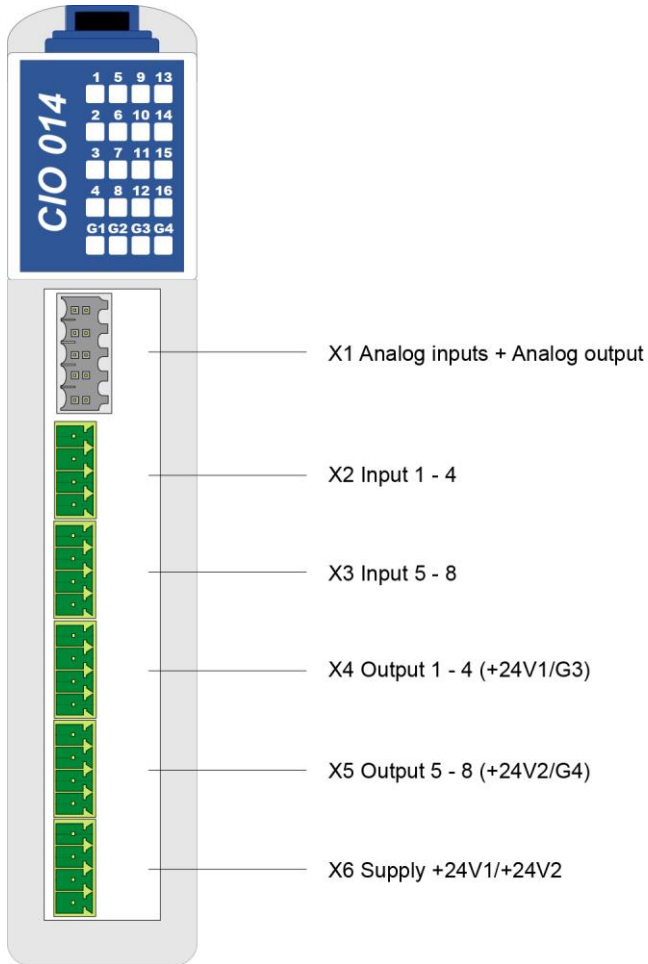 CIO 014
1 5 9 13
2 6 10 14
3 7 11 15
4 8 12 16
G1 G2 G3 G4
X1 Analog inputs + Analog output
X2 Input 1 - 4
X3 Input 5 - 8
X4 Output 1 - 4 (+24V1/G3)
X5 Output 5 - 8 (+24V2/G4)
X6 Supply +24V1/+24V2